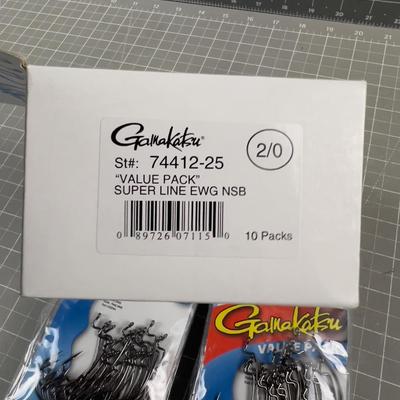 Gamakatsu®
2/0
St#: 74412-25
"VALUE PACK"
SUPER LINE EWG NSB
0 89726 07115 0
10 Packs
Gamakatsu